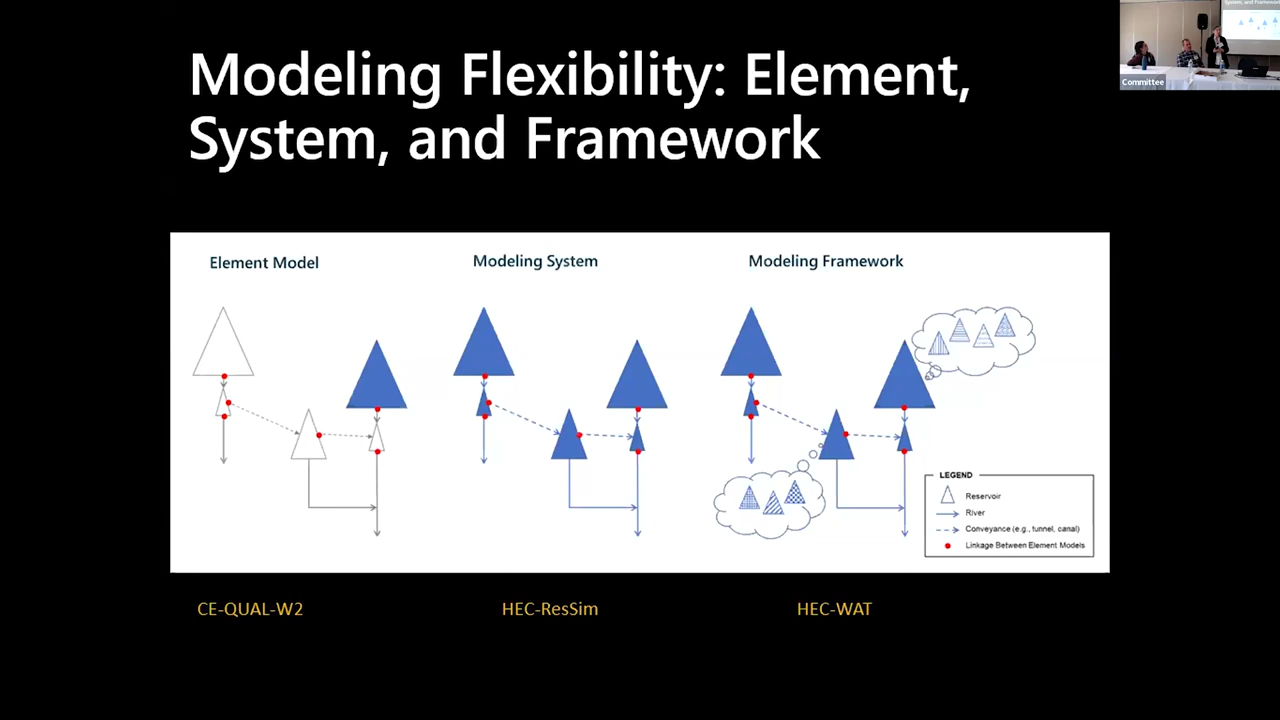 Modeling Flexibility: Element,
System, and Framework
Committee
Element Model
Modeling System
Modeling Framework
LEGEND
Reservoir
River
Conveyance (e.g., tunnel, canal)
Linkage Between Element Models
CE-QUAL-W2
HEC-ResSim
HEC-WAT